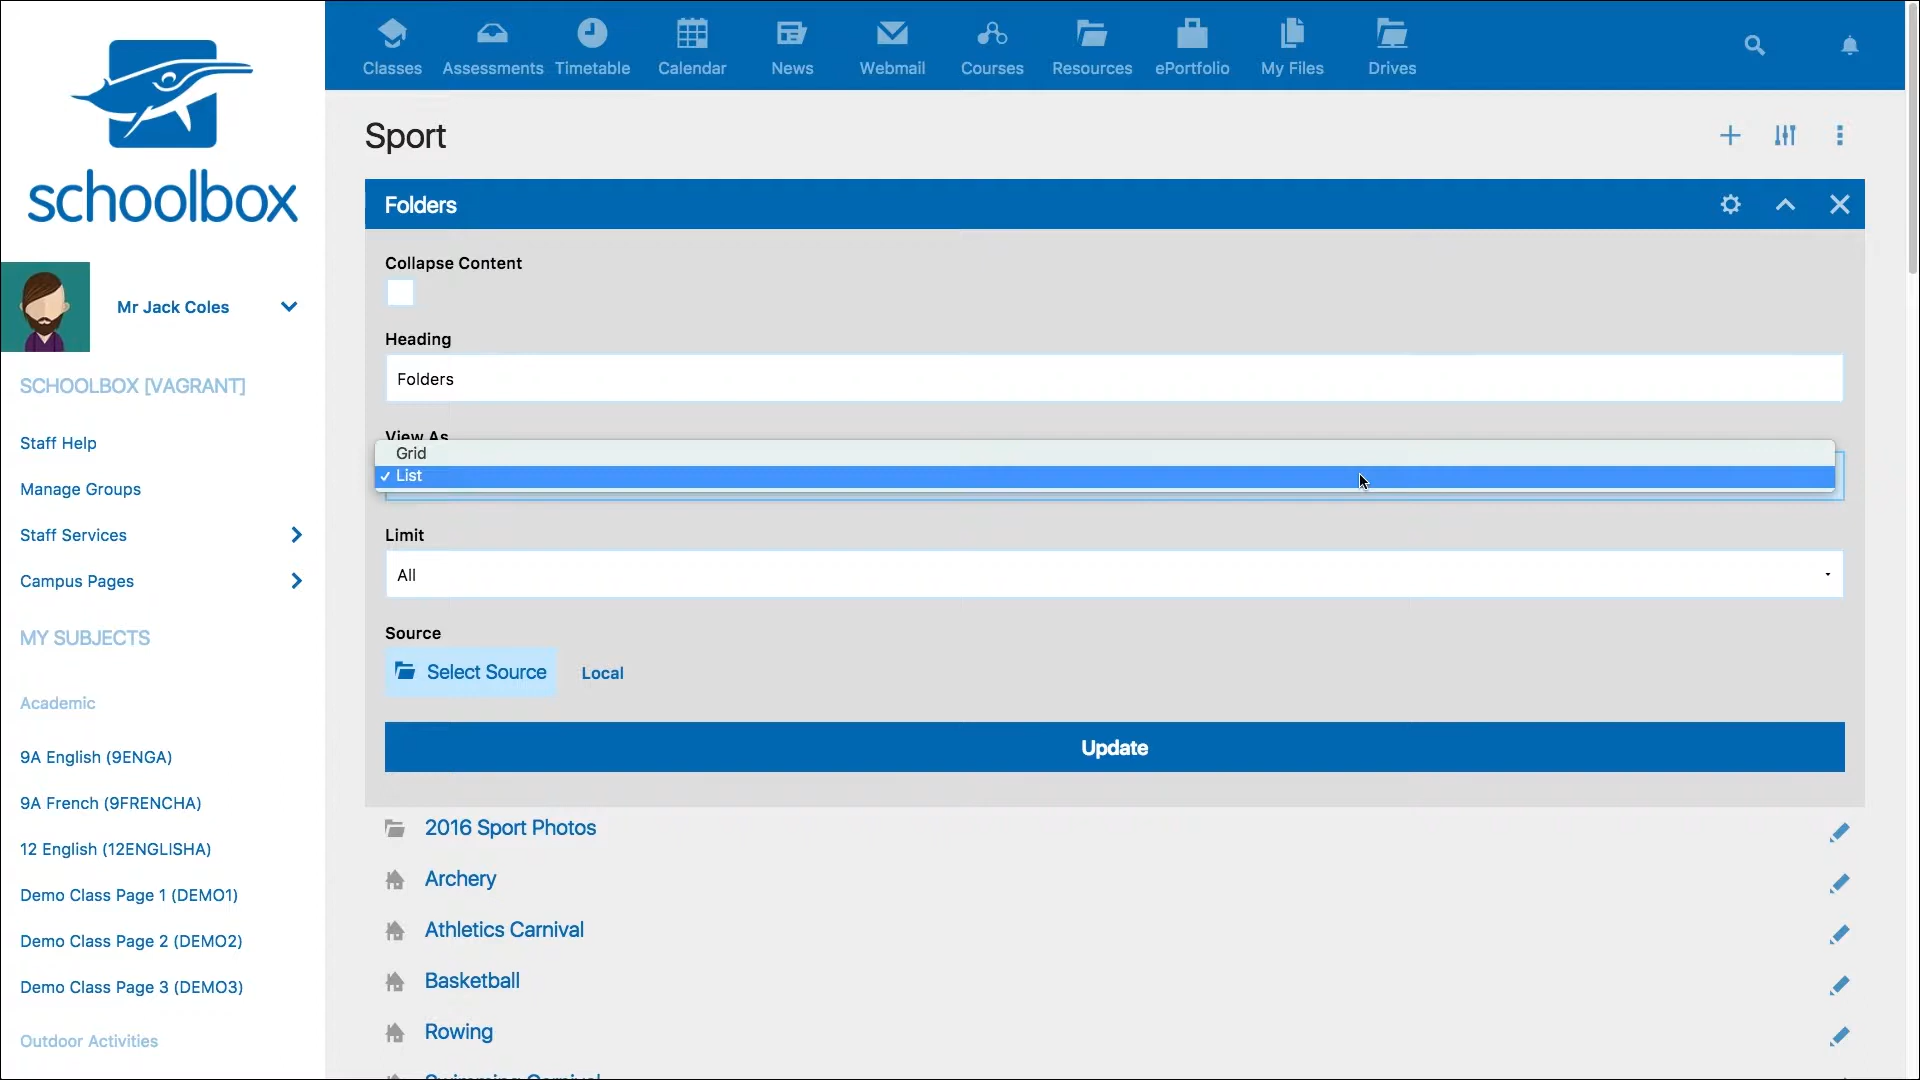 Classes
Assessments
Timetable
Calendar
News
Webmail
Courses
Resources
ePortfolio
My Files
Drives
schoolbox
Mr Jack Coles
SCHOOLBOX [VAGRANT]
Staff Help
Manage Groups
Staff Services
Campus Pages
MY SUBJECTS
Academic
9A English (9ENGA)
9A French (9FRENCHA)
12 English (12ENGLISHA)
Demo Class Page 1 (DEMO1)
Demo Class Page 2 (DEMO2)
Demo Class Page 3 (DEMO3)
Outdoor Activities
Sport
Folders
Collapse Content
Heading
Folders
View As
Grid
✓ List
Limit
All
Source
Select Source
Local
Update
2016 Sport Photos
Archery
Athletics Carnival
Basketball
Rowing
Swimming Carnival